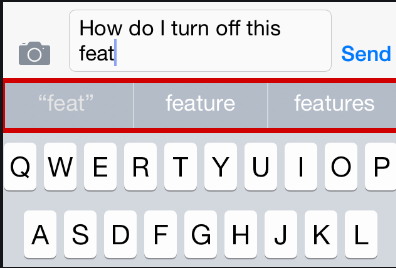 How do I turn off this
feat
Send
“feat” feature features
Q W E R T Y U I O P
A S D F G H J K L